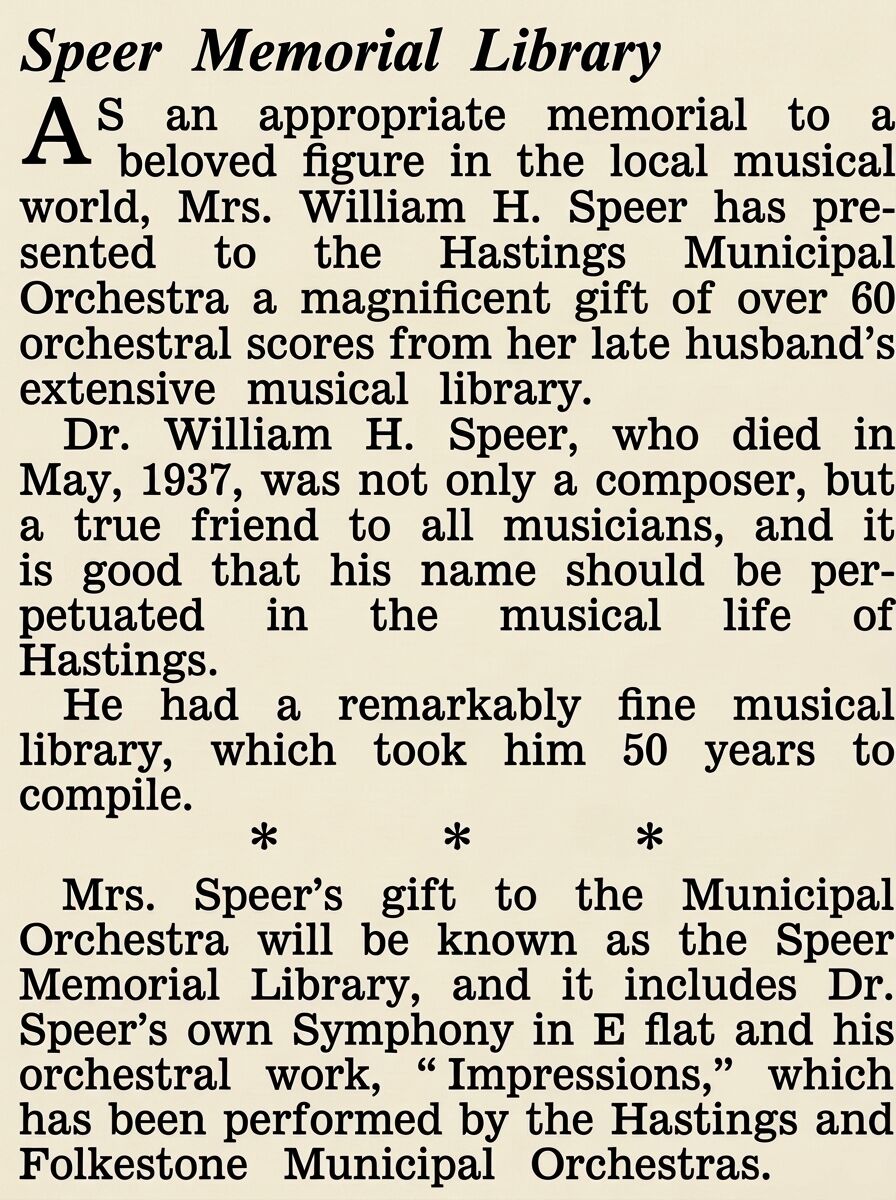 Speer Memorial Library
AS an appropriate memorial to a
beloved figure in the local musical
world, Mrs. William H. Speer has pre-
sented to the Hastings Municipal
Orchestra a magnificent gift of over 60
orchestral scores from her late husband’s
extensive musical library.
Dr. William H. Speer, who died in
May, 1937, was not only a composer, but
a true friend to all musicians, and it
is good that his name should be per-
petuated in the musical life of
Hastings.
He had a remarkably fine musical
library, which took him 50 years to
compile.
* * *
Mrs. Speer’s gift to the Municipal
Orchestra will be known as the Speer
Memorial Library, and it includes Dr.
Speer’s own Symphony in E flat and his
orchestral work, “ Impressions,” which
has been performed by the Hastings and
Folkestone Municipal Orchestras.